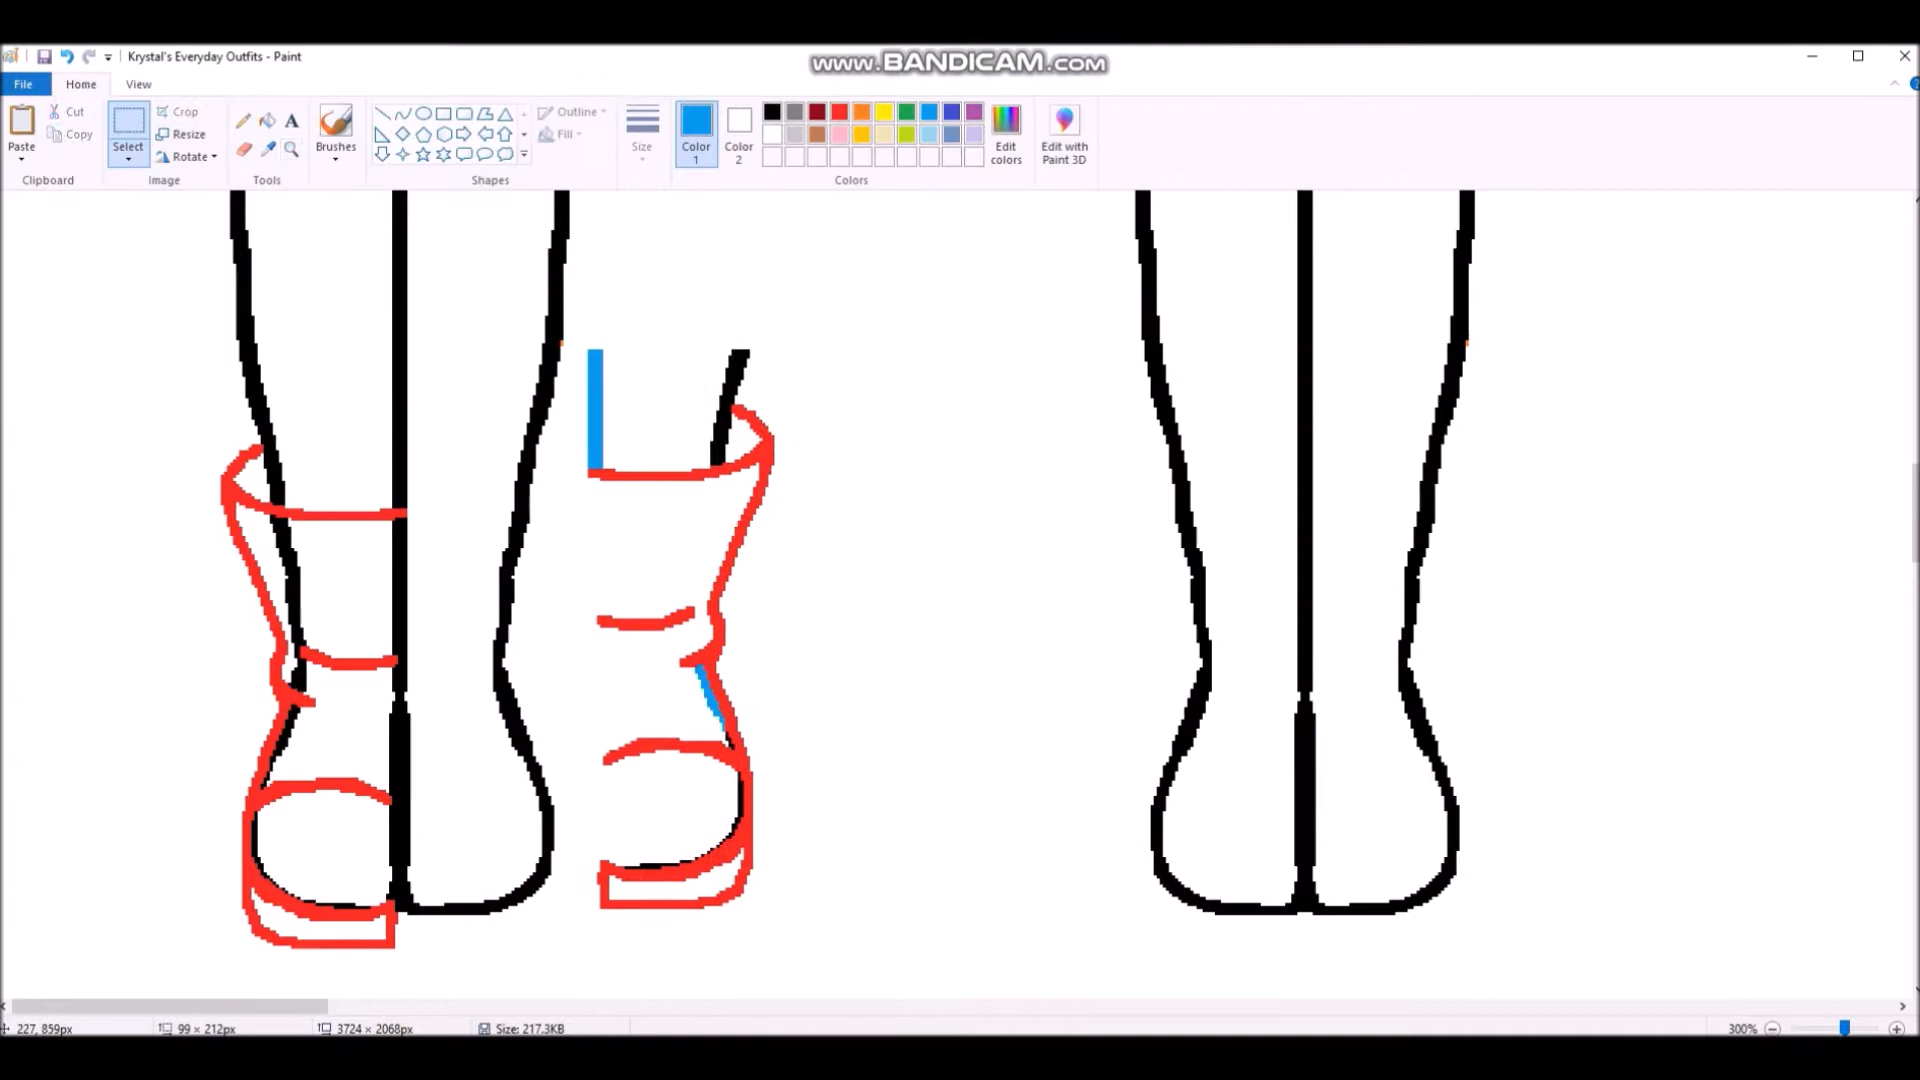 Krystal's Everyday Outfits - Paint
www.BANDICAM.com
File
Home
View
Paste
Cut
Copy
Clipboard
Select
Crop
Resize
Rotate
Image
A
Tools
Brushes
Outline
Fill
Shapes
Size
Color 1
Color 2
Edit colors
Colors
Edit with Paint 3D
227, 859px
99 × 212px
3724 × 2068px
Size: 217.3KB
300%